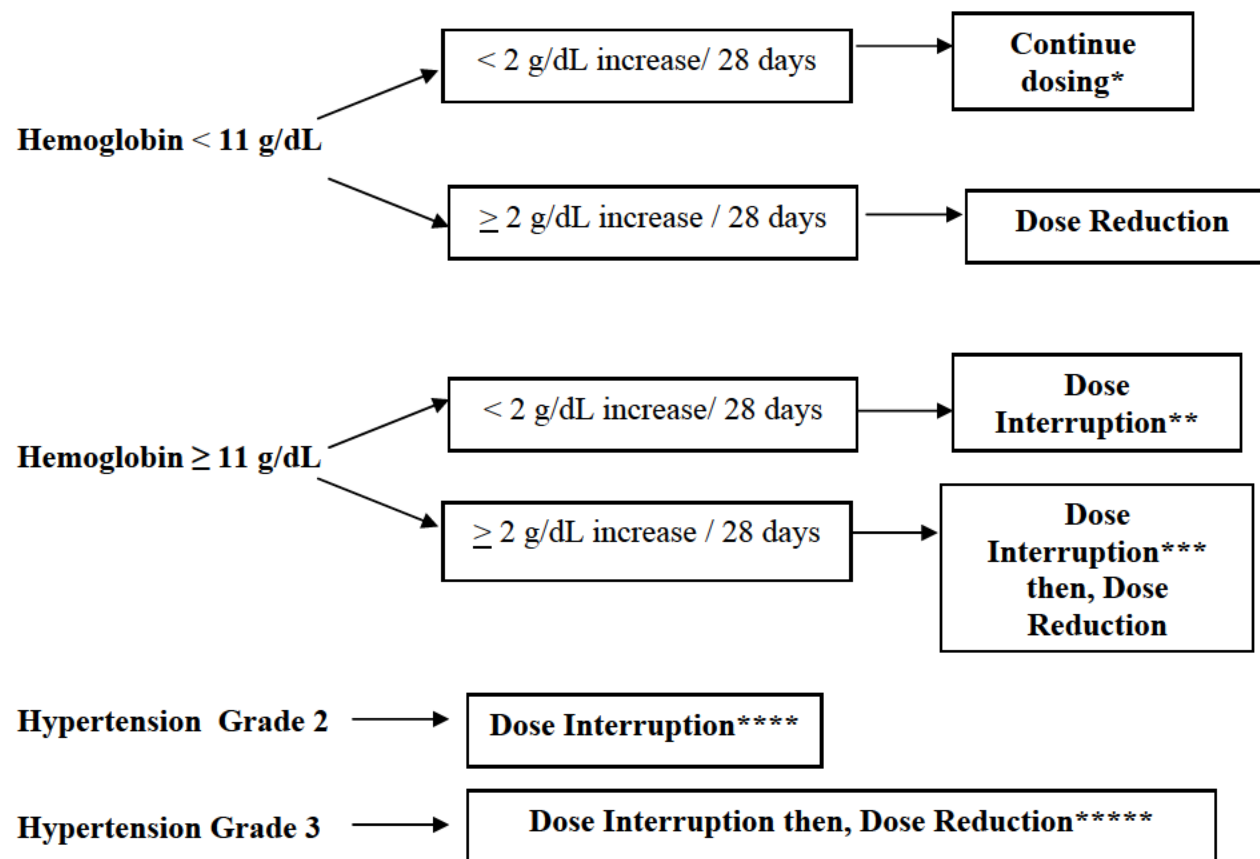 < 2 g/dL increase/ 28 days
Continue
dosing*
Hemoglobin < 11 g/dL
≥ 2 g/dL increase / 28 days
Dose Reduction
< 2 g/dL increase/ 28 days
Dose
Interruption**
Hemoglobin ≥ 11 g/dL
≥ 2 g/dL increase / 28 days
Dose
Interruption***
then, Dose
Reduction
Hypertension  Grade 2
Dose Interruption****
Hypertension Grade 3
Dose Interruption then, Dose Reduction*****